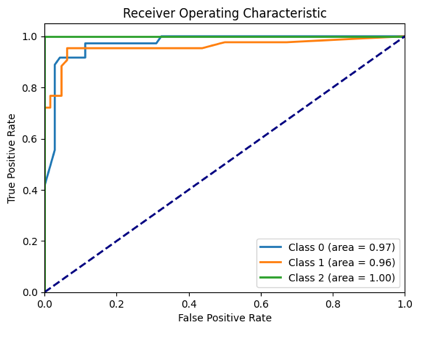 Receiver Operating Characteristic
True Positive Rate
1.0
0.8
0.6
0.4
0.2
0.0
Class 0 (area = 0.97)
Class 1 (area = 0.96)
Class 2 (area = 1.00)
0.0 0.2 0.4 0.6 0.8 1.0
False Positive Rate